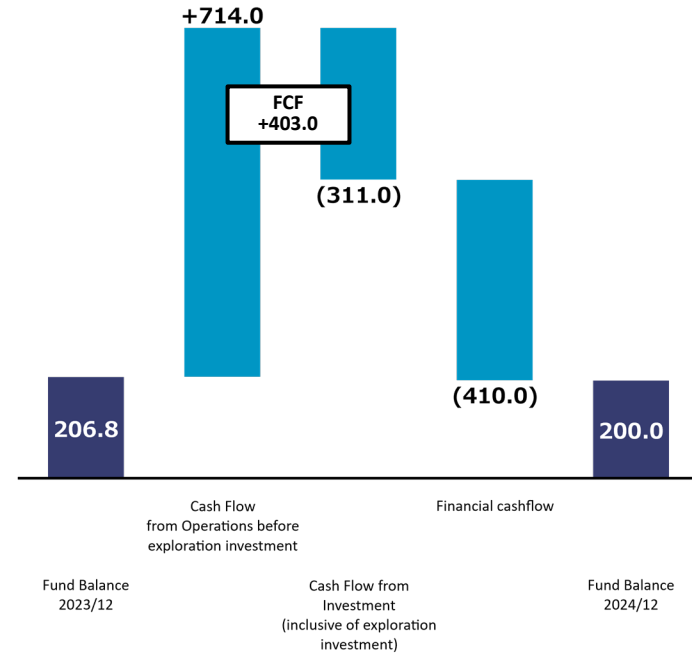 +714.0
FCF
+403.0
(311.0)
(410.0)
206.8
200.0
Cash Flow
from Operations before
exploration investment
Financial cashflow
Fund Balance
2023/12
Cash Flow from
Investment
(inclusive of exploration
investment)
Fund Balance
2024/12